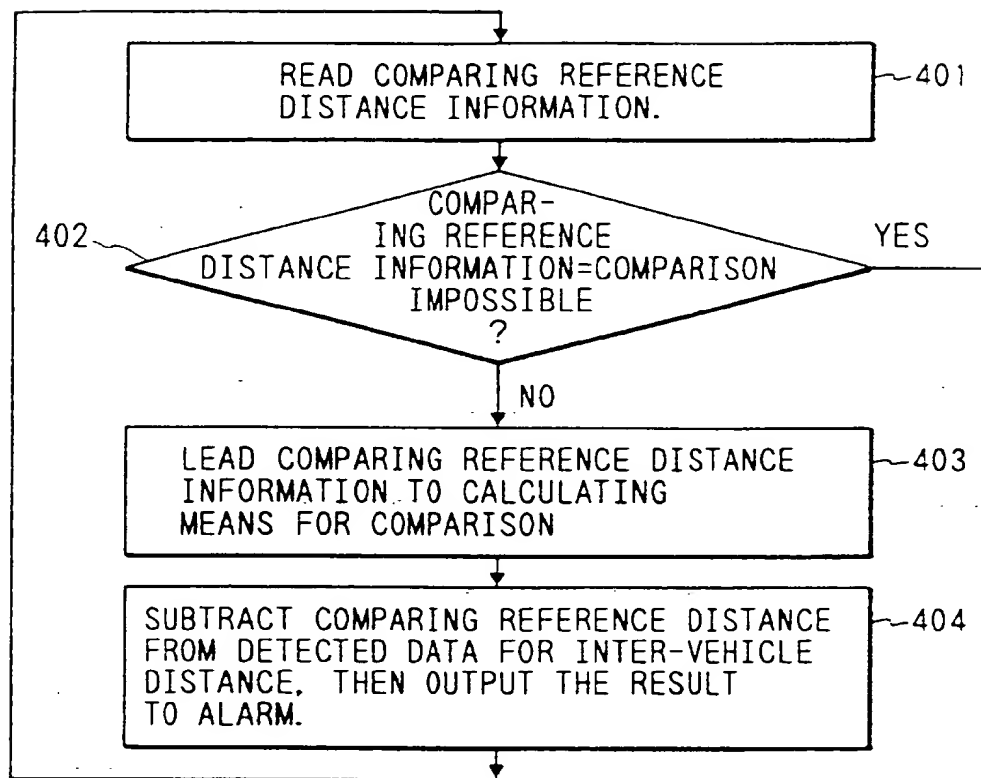 READ COMPARING REFERENCE
DISTANCE INFORMATION.
401
COMPAR-
ING REFERENCE
DISTANCE INFORMATION=COMPARISON
IMPOSSIBLE
?
402
YES
NO
LEAD COMPARING REFERENCE DISTANCE
INFORMATION TO CALCULATING
MEANS FOR COMPARISON
403
SUBTRACT COMPARING REFERENCE DISTANCE
FROM DETECTED DATA FOR INTER-VEHICLE
DISTANCE, THEN OUTPUT THE RESULT
TO ALARM.
404